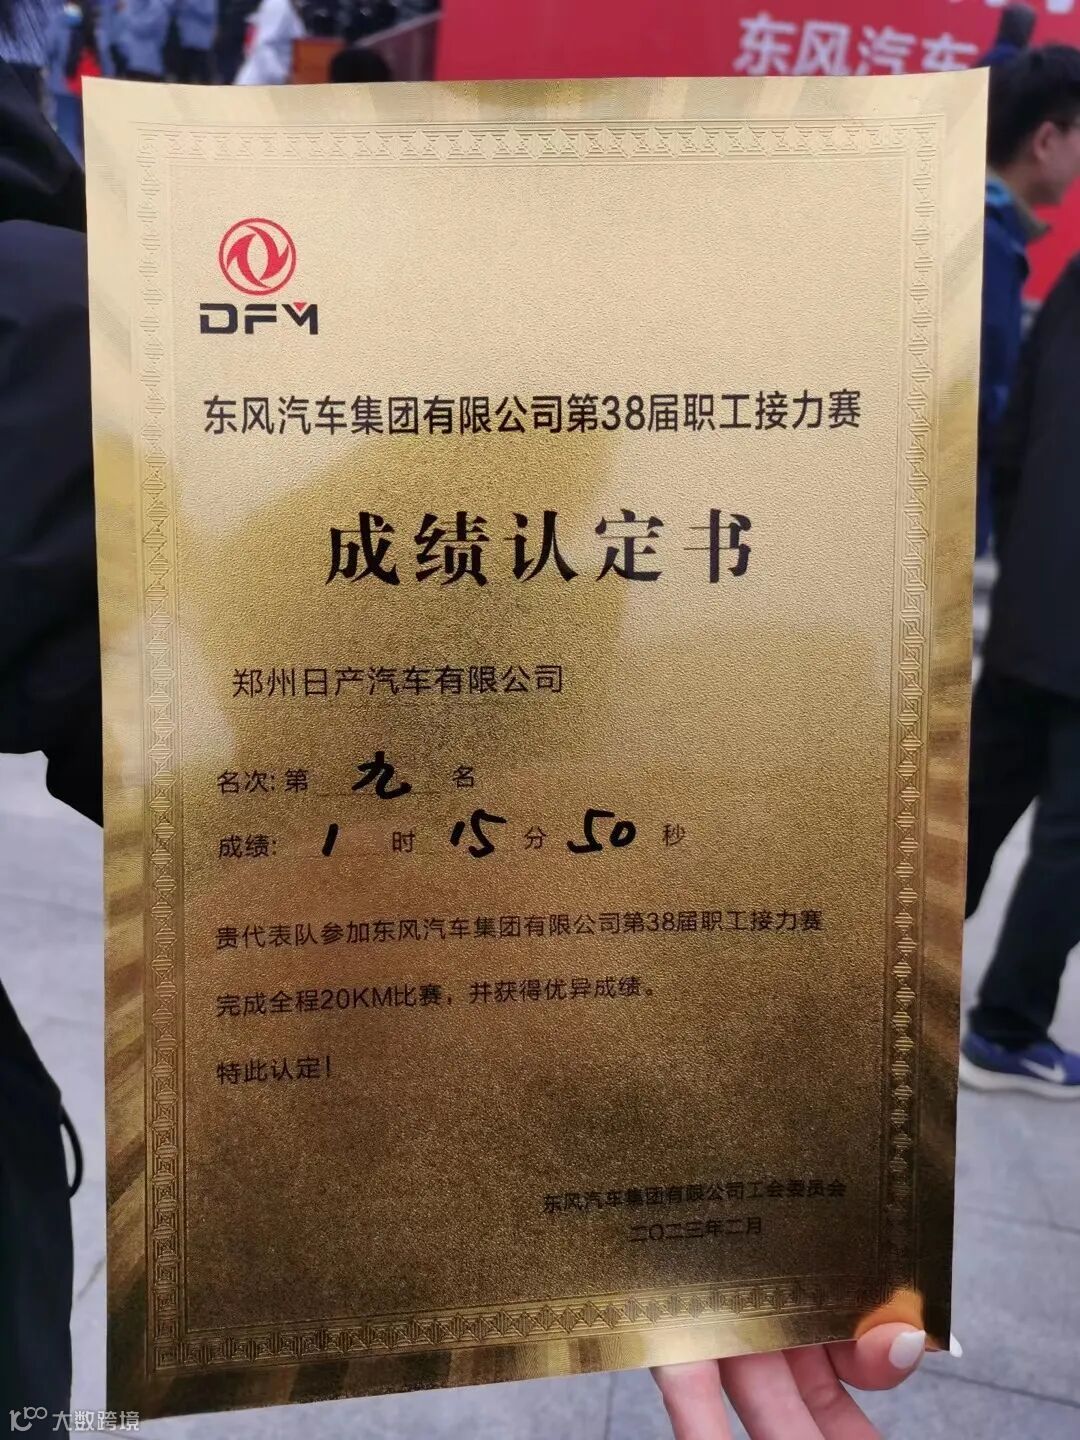 东风汽车
DFM
东风汽车集团有限公司第38届职工接力赛
成绩认定书
郑州日产汽车有限公司
名次: 第 九 名
成绩: 1 时 15 分 50 秒
贵代表队参加东风汽车集团有限公司第38届职工接力赛
完成全程20KM比赛，并获得优异成绩。
特此认定!
东风汽车集团有限公司工会委员会
二〇二三年二月
大数跨境